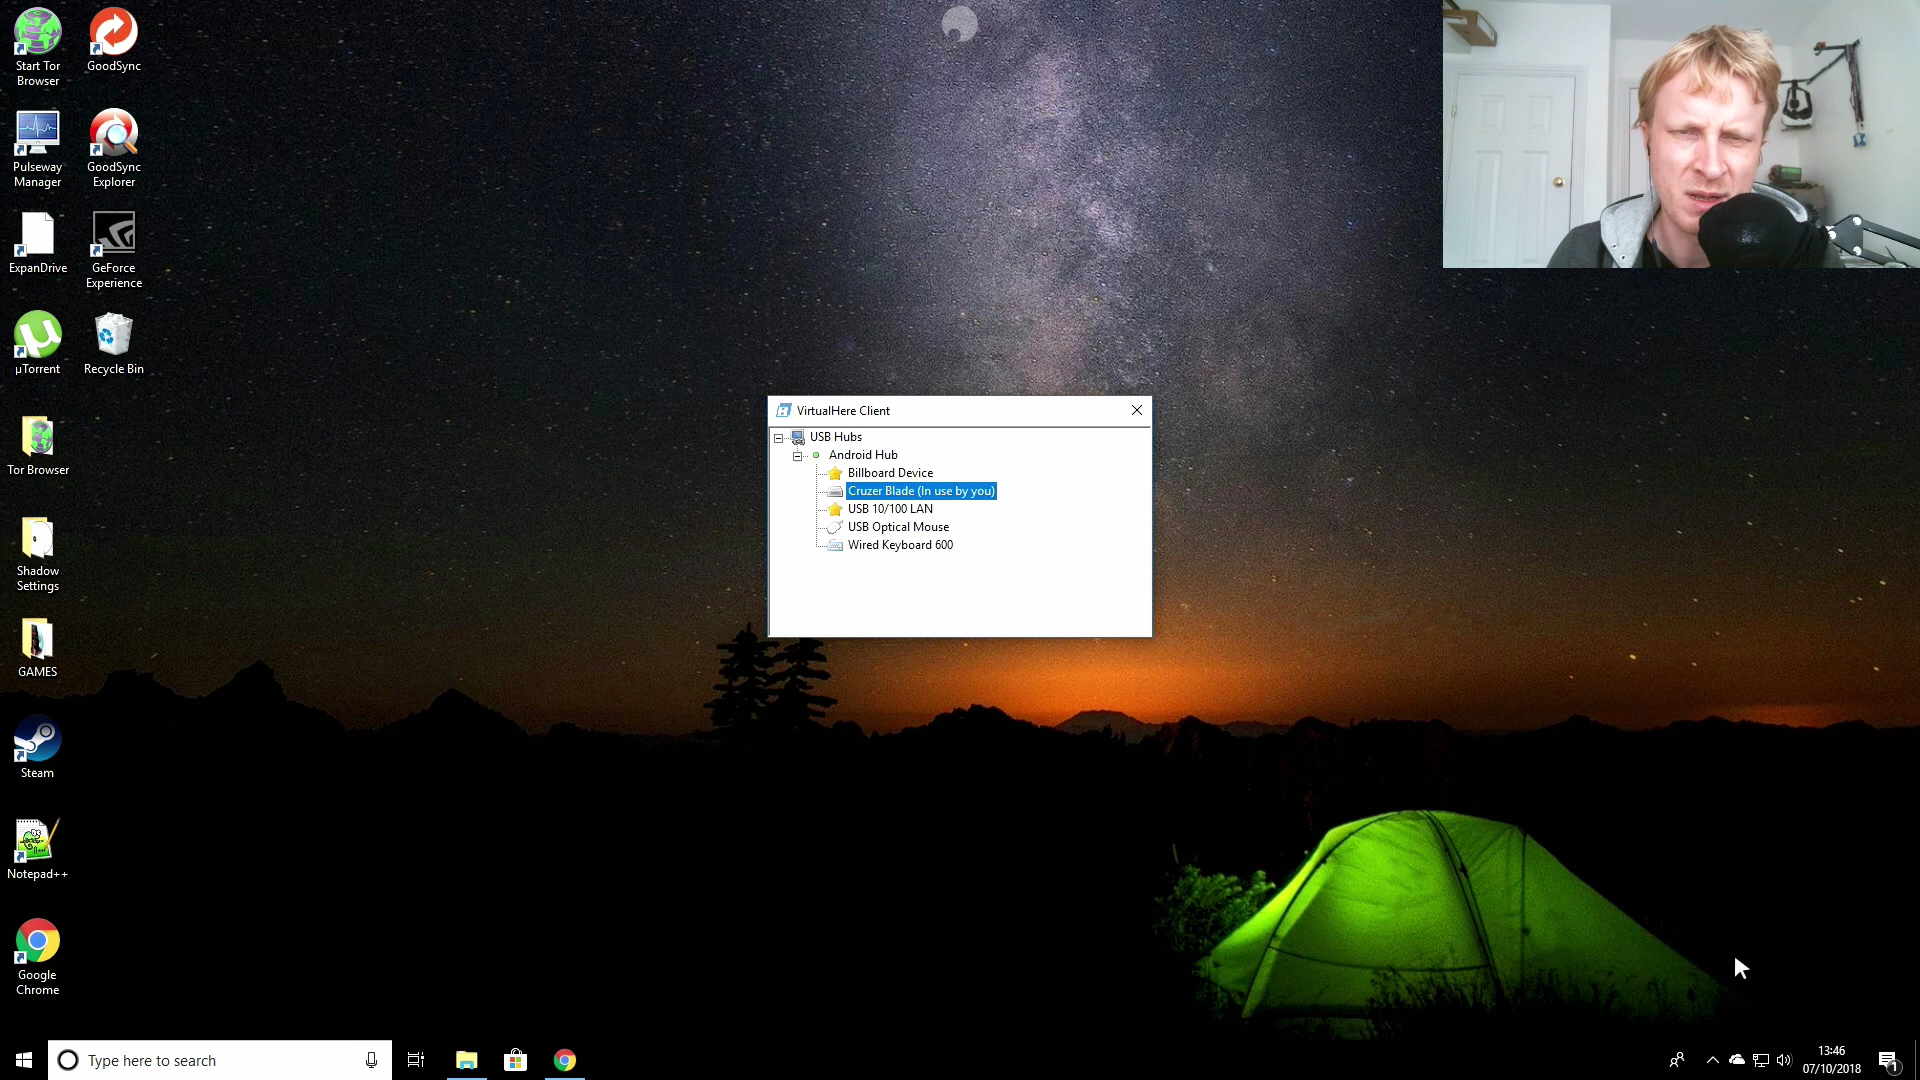 Start Tor
Browser
GoodSync
Pulseway
Manager
GoodSync
Explorer
ExpanDrive
GeForce
Experience
µTorrent
Recycle Bin
Tor Browser
Shadow
Settings
GAMES
Steam
Notepad++
Google
Chrome
VirtualHere Client
USB Hubs
Android Hub
Billboard Device
Cruzer Blade (In use by you)
USB 10/100 LAN
USB Optical Mouse
Wired Keyboard 600
Type here to search
13:46
07/10/2018
1